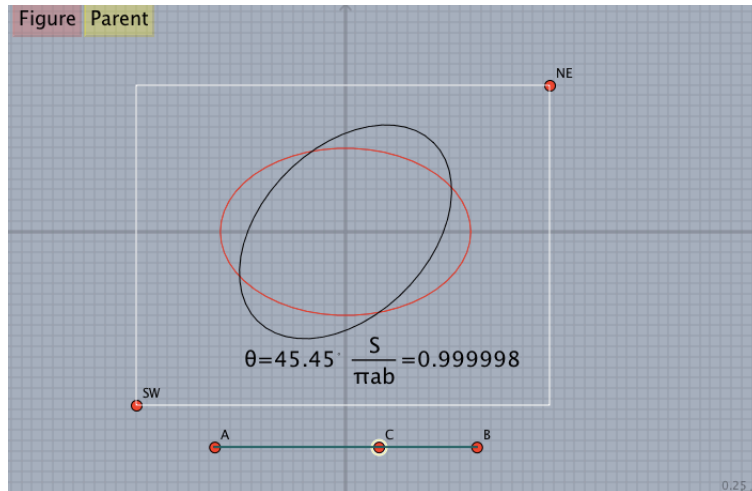 Figure Parent
NE
θ=45.45° S/πab =0.999998
SW
A C B
0.25